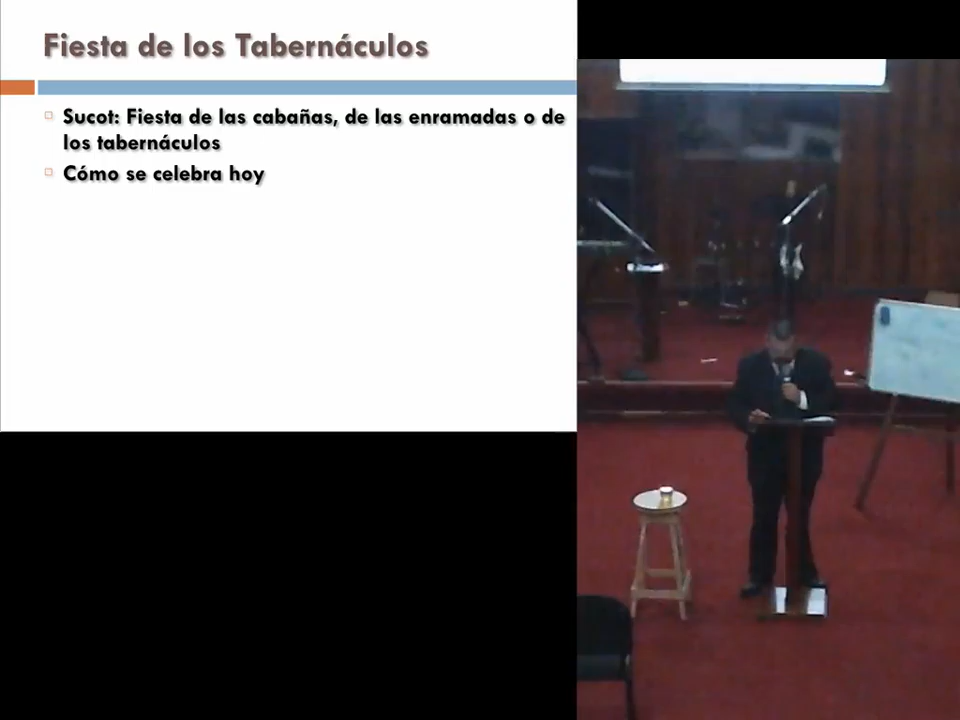 Fiesta de los Tabernáculos
Sucot: Fiesta de las cabañas, de las enramadas o de
los tabernáculos
Cómo se celebra hoy